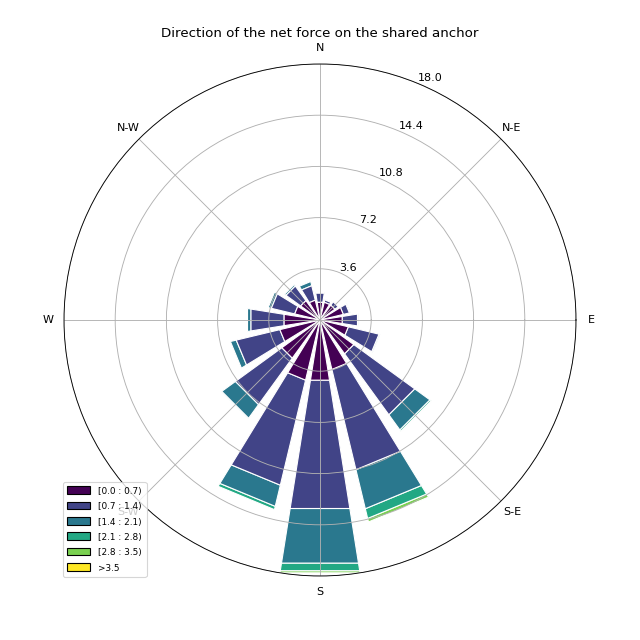 Direction of the net force on the shared anchor
N
18.0
N-W
N-E
14.4
10.8
7.2
3.6
W
E
[0.0 : 0.7)
[0.7 : 1.4)
S-W
S-E
[1.4 : 2.1)
[2.1 : 2.8)
[2.8 : 3.5)
>3.5
S